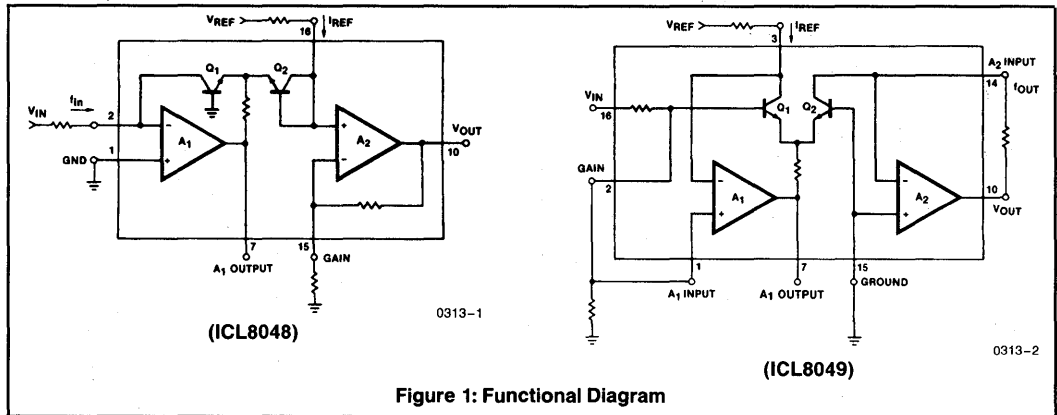 VREF
IREF
16
Q1
Q2
VIN
fin
2
A1
+
−
GND
1
+
−
A2
VOUT
10
7
15
A1 OUTPUT
GAIN
0313–1
(ICL8048)
VREF
IREF
3
A2 INPUT
14
IOUT
VIN
16
Q1
Q2
GAIN
2
−
+
A1
−
+
A2
10
VOUT
1
7
15
A1 INPUT
A1 OUTPUT
GROUND
0313–2
(ICL8049)
Figure 1: Functional Diagram